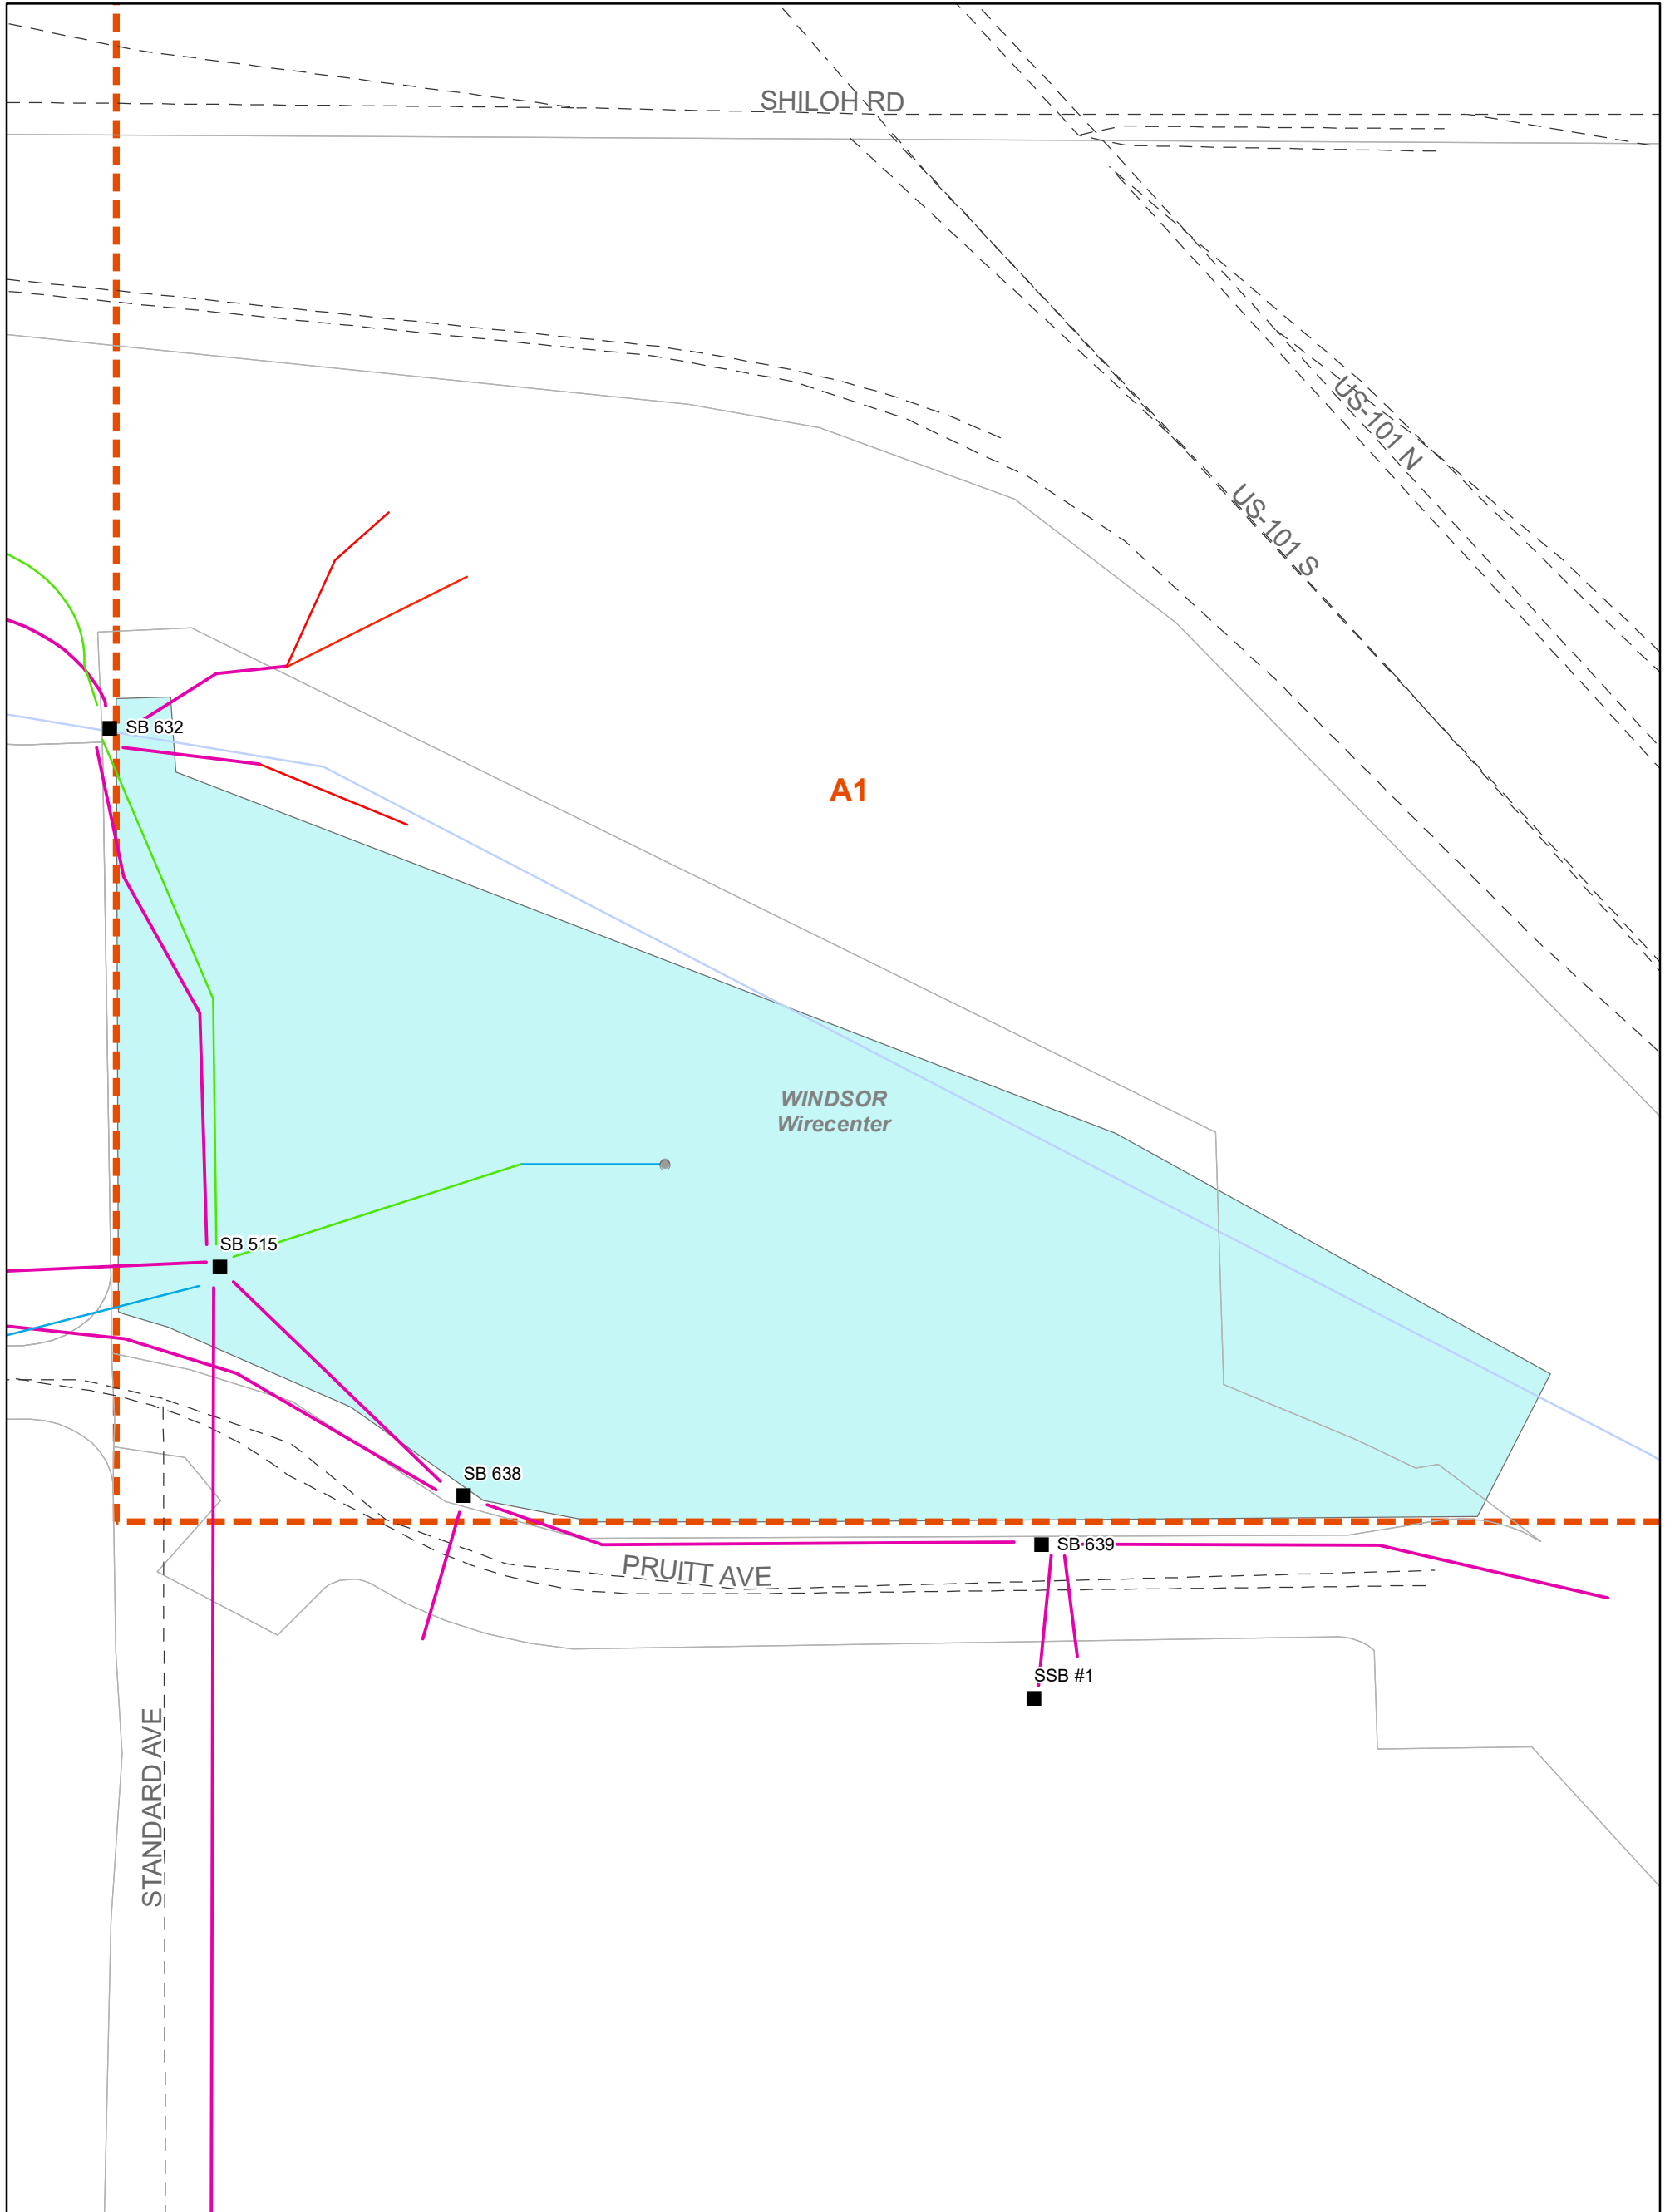 SHILOH RD
US-101 N
US-101 S
SB 632
A1
WINDSOR
Wirecenter
SB 515
SB 638
SB 639
PRUITT AVE
SSB #1
STANDARD AVE